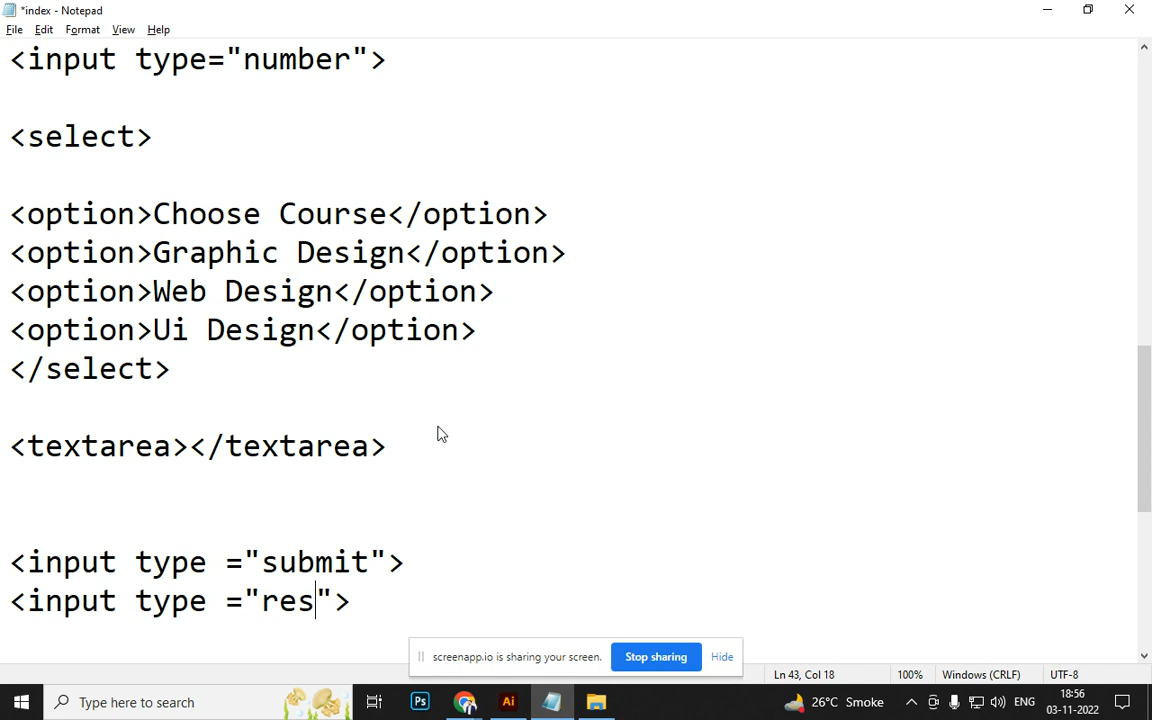 *index - Notepad
File Edit Format View Help
<input type="number">
<select>
<option>Choose Course</option>
<option>Graphic Design</option>
<option>Web Design</option>
<option>Ui Design</option>
</select>
<textarea></textarea>
<input type ="submit">
<input type ="res">
screenapp.io is sharing your screen. Stop sharing Hide
Ln 43, Col 18 100% Windows (CRLF) UTF-8
Type here to search Ps Ai 26°C Smoke ENG 18:56
03-11-2022